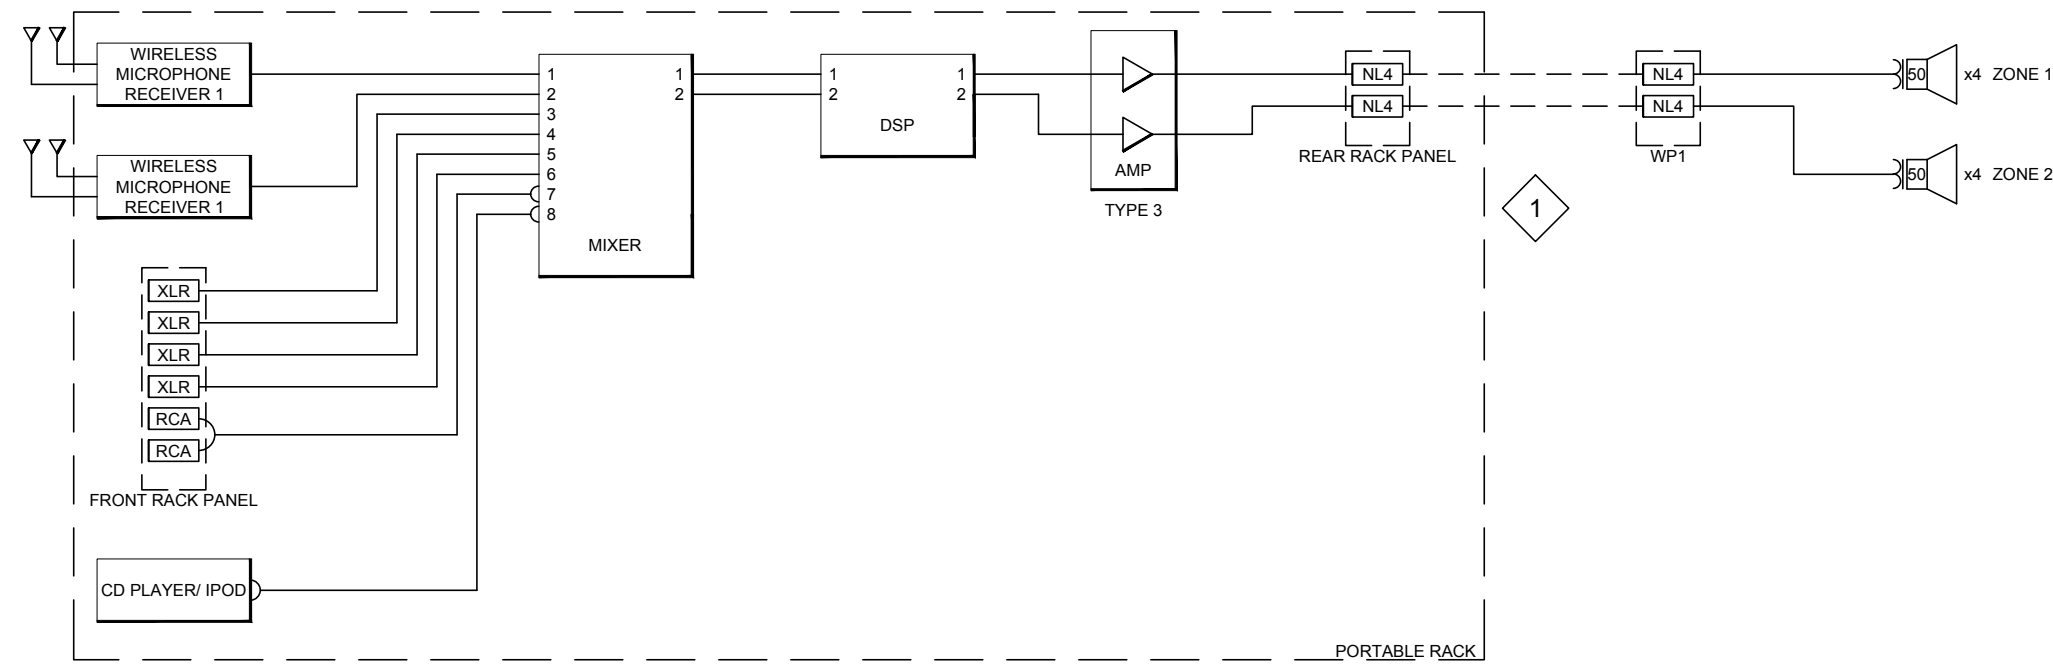 WIRELESS
MICROPHONE
RECEIVER 1
WIRELESS
MICROPHONE
RECEIVER 1
XLR
XLR
XLR
XLR
RCA
RCA
FRONT RACK PANEL
CD PLAYER/ IPOD
1 1
2 2
3
4
5
6
7
8
MIXER
1 1
2 2
DSP
AMP
TYPE 3
NL4
NL4
REAR RACK PANEL
1
NL4
NL4
WP1
50 x4 ZONE 1
50 x4 ZONE 2
PORTABLE RACK